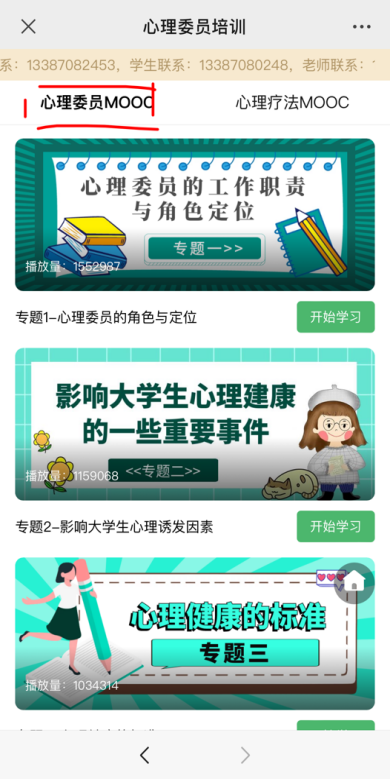 心理委员培训
系：13387082453，学生联系：13387080248，老师联系：
心理委员MOOC
心理疗法MOOC
心理委员的工作职责
与角色定位
专题一>>
播放量：1552987
专题1-心理委员的角色与定位
开始学习
影响大学生心理建康
的一些重要事件
<<专题二>>
播放量：1159068
专题2-影响大学生心理诱发因素
开始学习
心理健康的标准
专题三
播放量：1034314